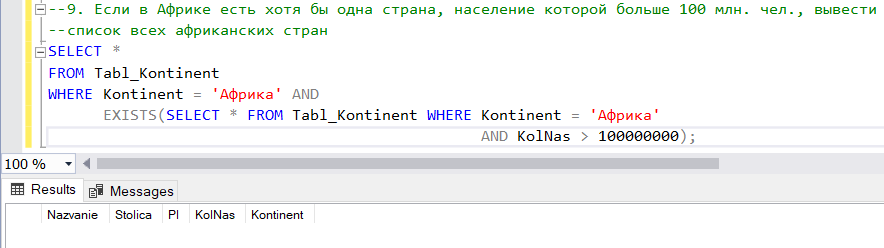 --9. Если в Африке есть хотя бы одна страна, население которой больше 100 млн. чел., вывести
--список всех африканских стран
SELECT *
FROM Tabl_Kontinent
WHERE Kontinent = 'Африка' AND
EXISTS(SELECT * FROM Tabl_Kontinent WHERE Kontinent = 'Африка'
AND KolNas > 100000000);
100 %
Results Messages
Nazvanie Stolica Pl KolNas Kontinent